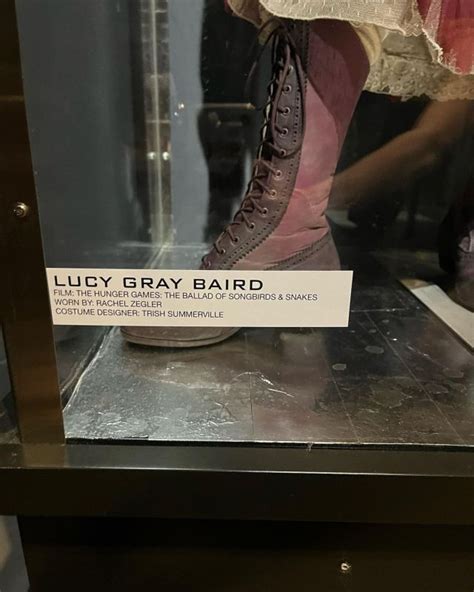 LUCY GRAY BAIRD
FILM: THE HUNGER GAMES: THE BALLAD OF SONGBIRDS & SNAKES
WORN BY: RACHEL ZEGLER
COSTUME DESIGNER: TRISH SUMMERVILLE